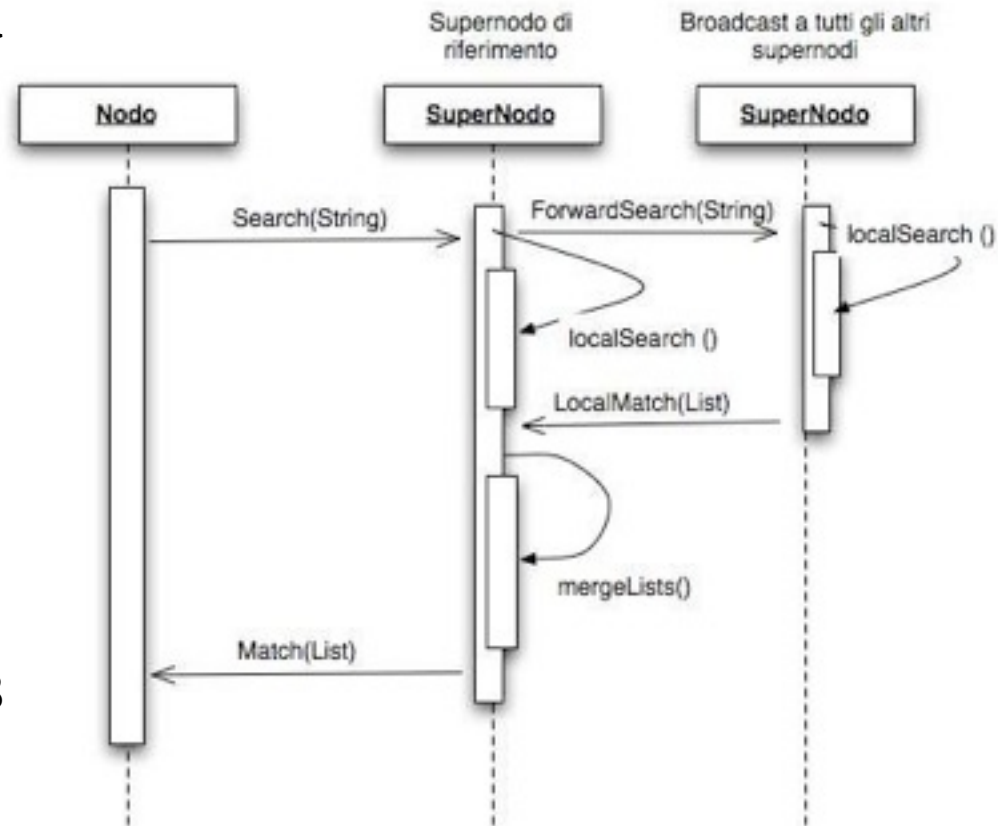 Supernodo di
riferimento
Broadcast a tutti gli altri
supernodi
Nodo
SuperNodo
SuperNodo
Search(String)
ForwardSearch(String)
localSearch ()
localSearch ()
LocalMatch(List)
mergeLists()
Match(List)